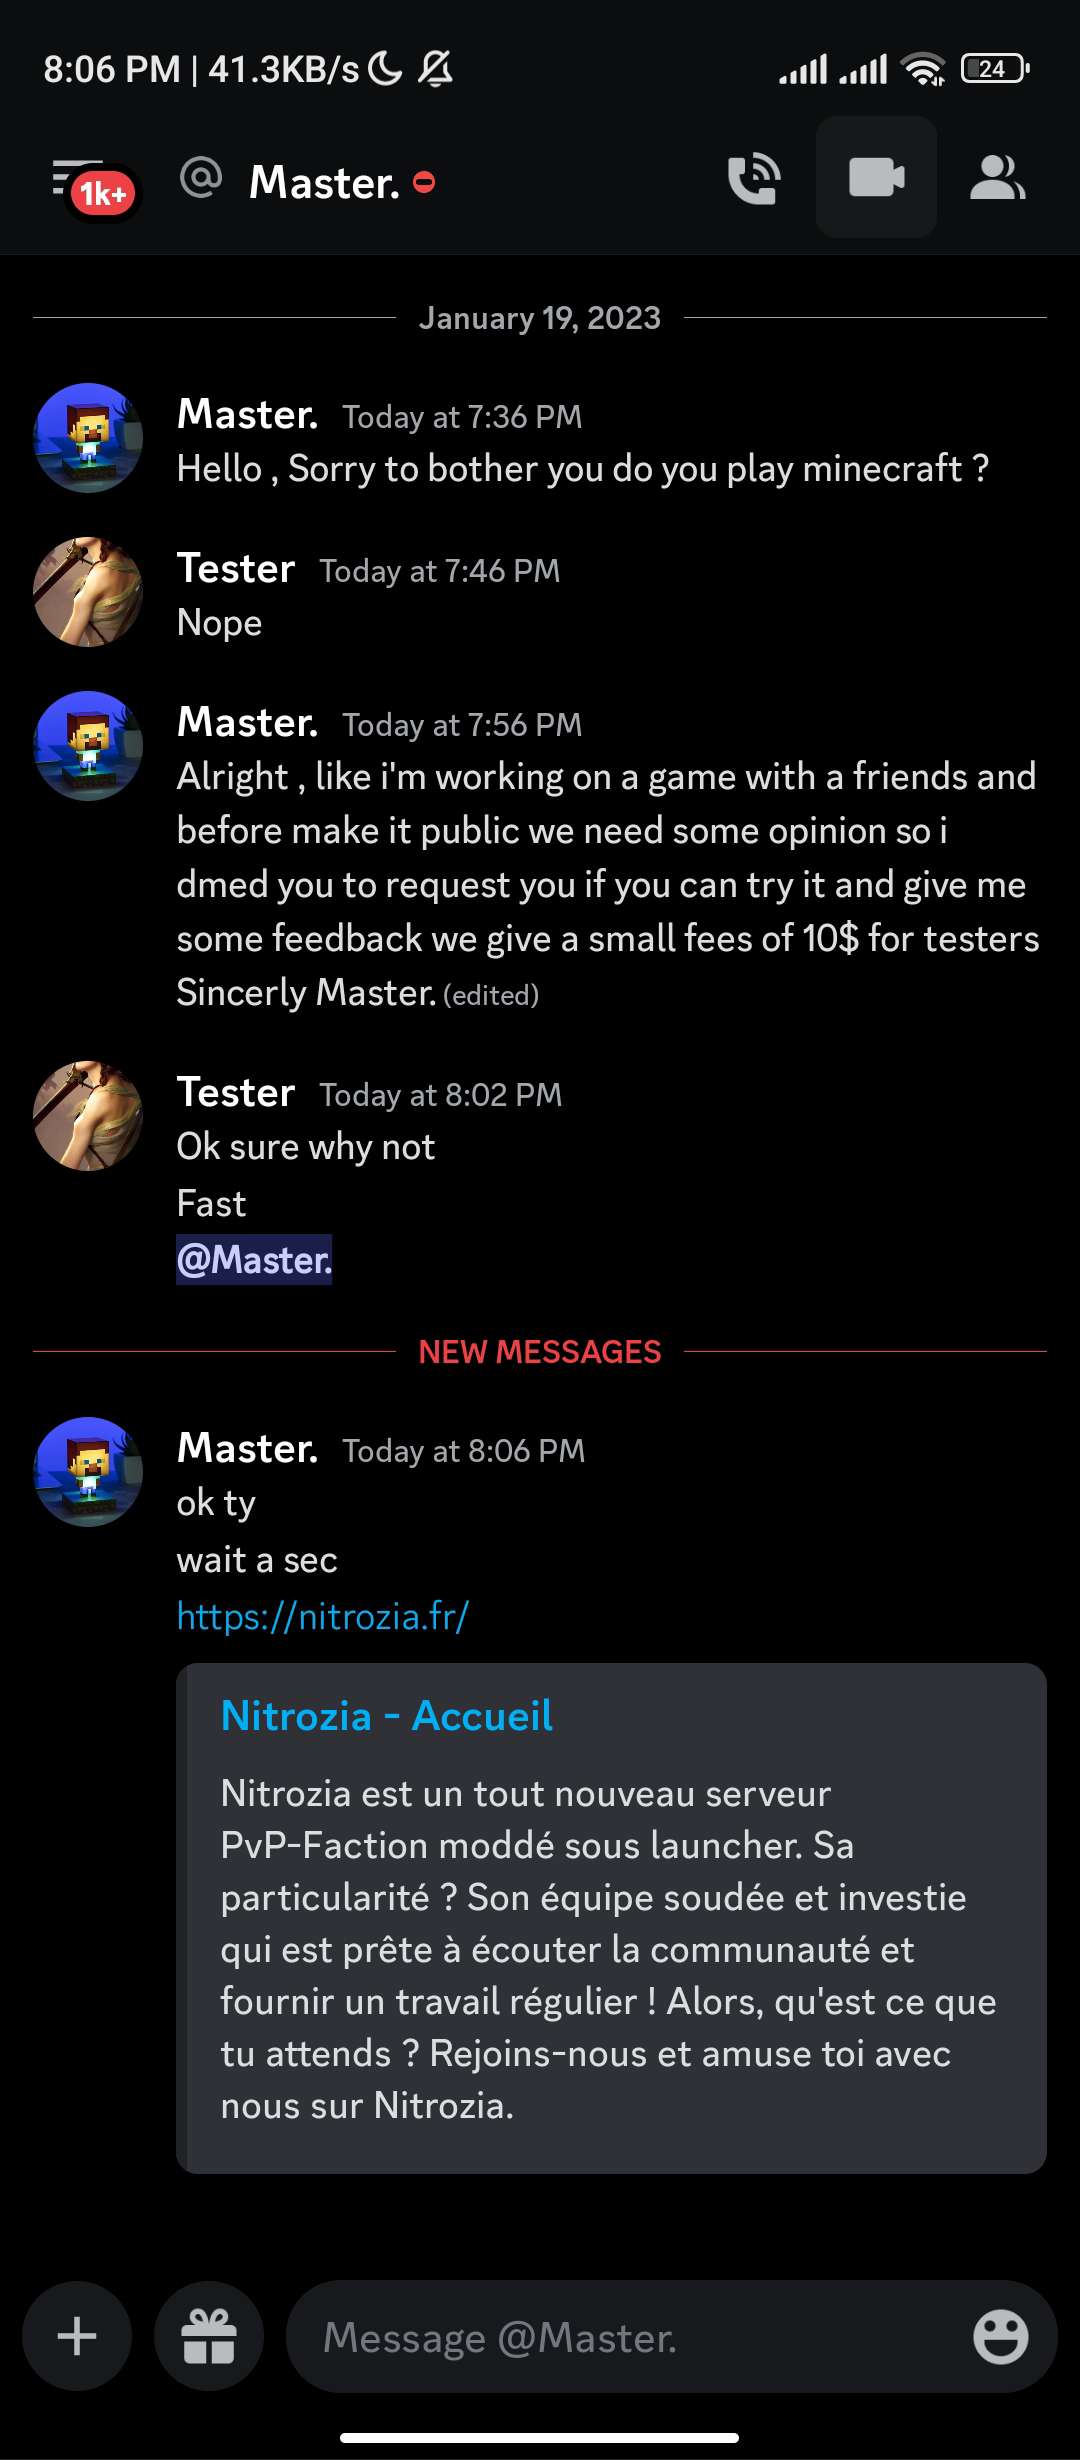 8:06 PM | 41.3KB/s 24
1k+ Master.
January 19, 2023
Master. Today at 7:36 PM
Hello , Sorry to bother you do you play minecraft ?
Tester Today at 7:46 PM
Nope
Master. Today at 7:56 PM
Alright , like i'm working on a game with a friends and
before make it public we need some opinion so i
dmed you to request you if you can try it and give me
some feedback we give a small fees of 10$ for testers
Sincerly Master. (edited)
Tester Today at 8:02 PM
Ok sure why not
Fast
@Master.
NEW MESSAGES
Master. Today at 8:06 PM
ok ty
wait a sec
https://nitrozia.fr/
Nitrozia - Accueil
Nitrozia est un tout nouveau serveur
PvP-Faction moddé sous launcher. Sa
particularité ? Son équipe soudée et investie
qui est prête à écouter la communauté et
fournir un travail régulier ! Alors, qu'est ce que
tu attends ? Rejoins-nous et amuse toi avec
nous sur Nitrozia.
Message @Master.